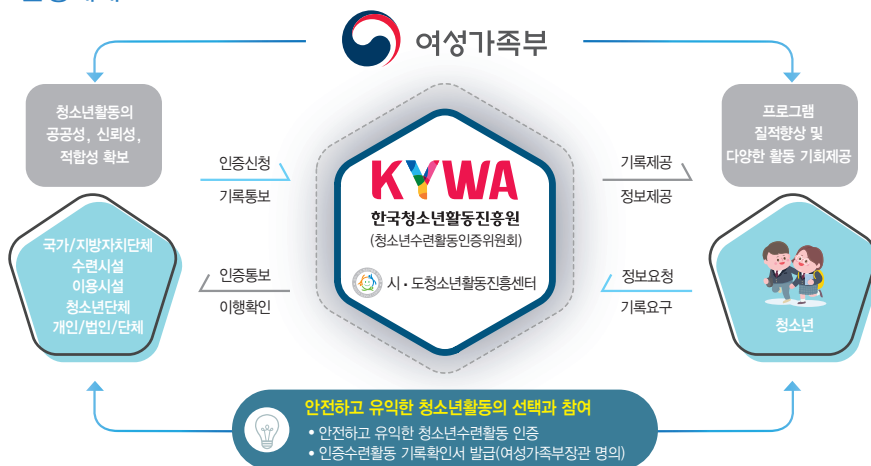 여성가족부
청소년활동의
공공성, 신뢰성,
적합성 확보
프로그램
질적향상 및
다양한 활동 기회제공
인증신청
기록통보
KYWA
한국청소년활동진흥원
(청소년수련활동인증위원회)
시·도청소년활동진흥센터
기록제공
정보제공
국가/지방자치단체
수련시설
이용시설
청소년단체
개인/법인/단체
인증통보
이행확인
정보요청
기록요구
청소년
안전하고 유익한 청소년활동의 선택과 참여
• 안전하고 유익한 청소년수련활동 인증
• 인증수련활동 기록확인서 발급(여성가족부장관 명의)